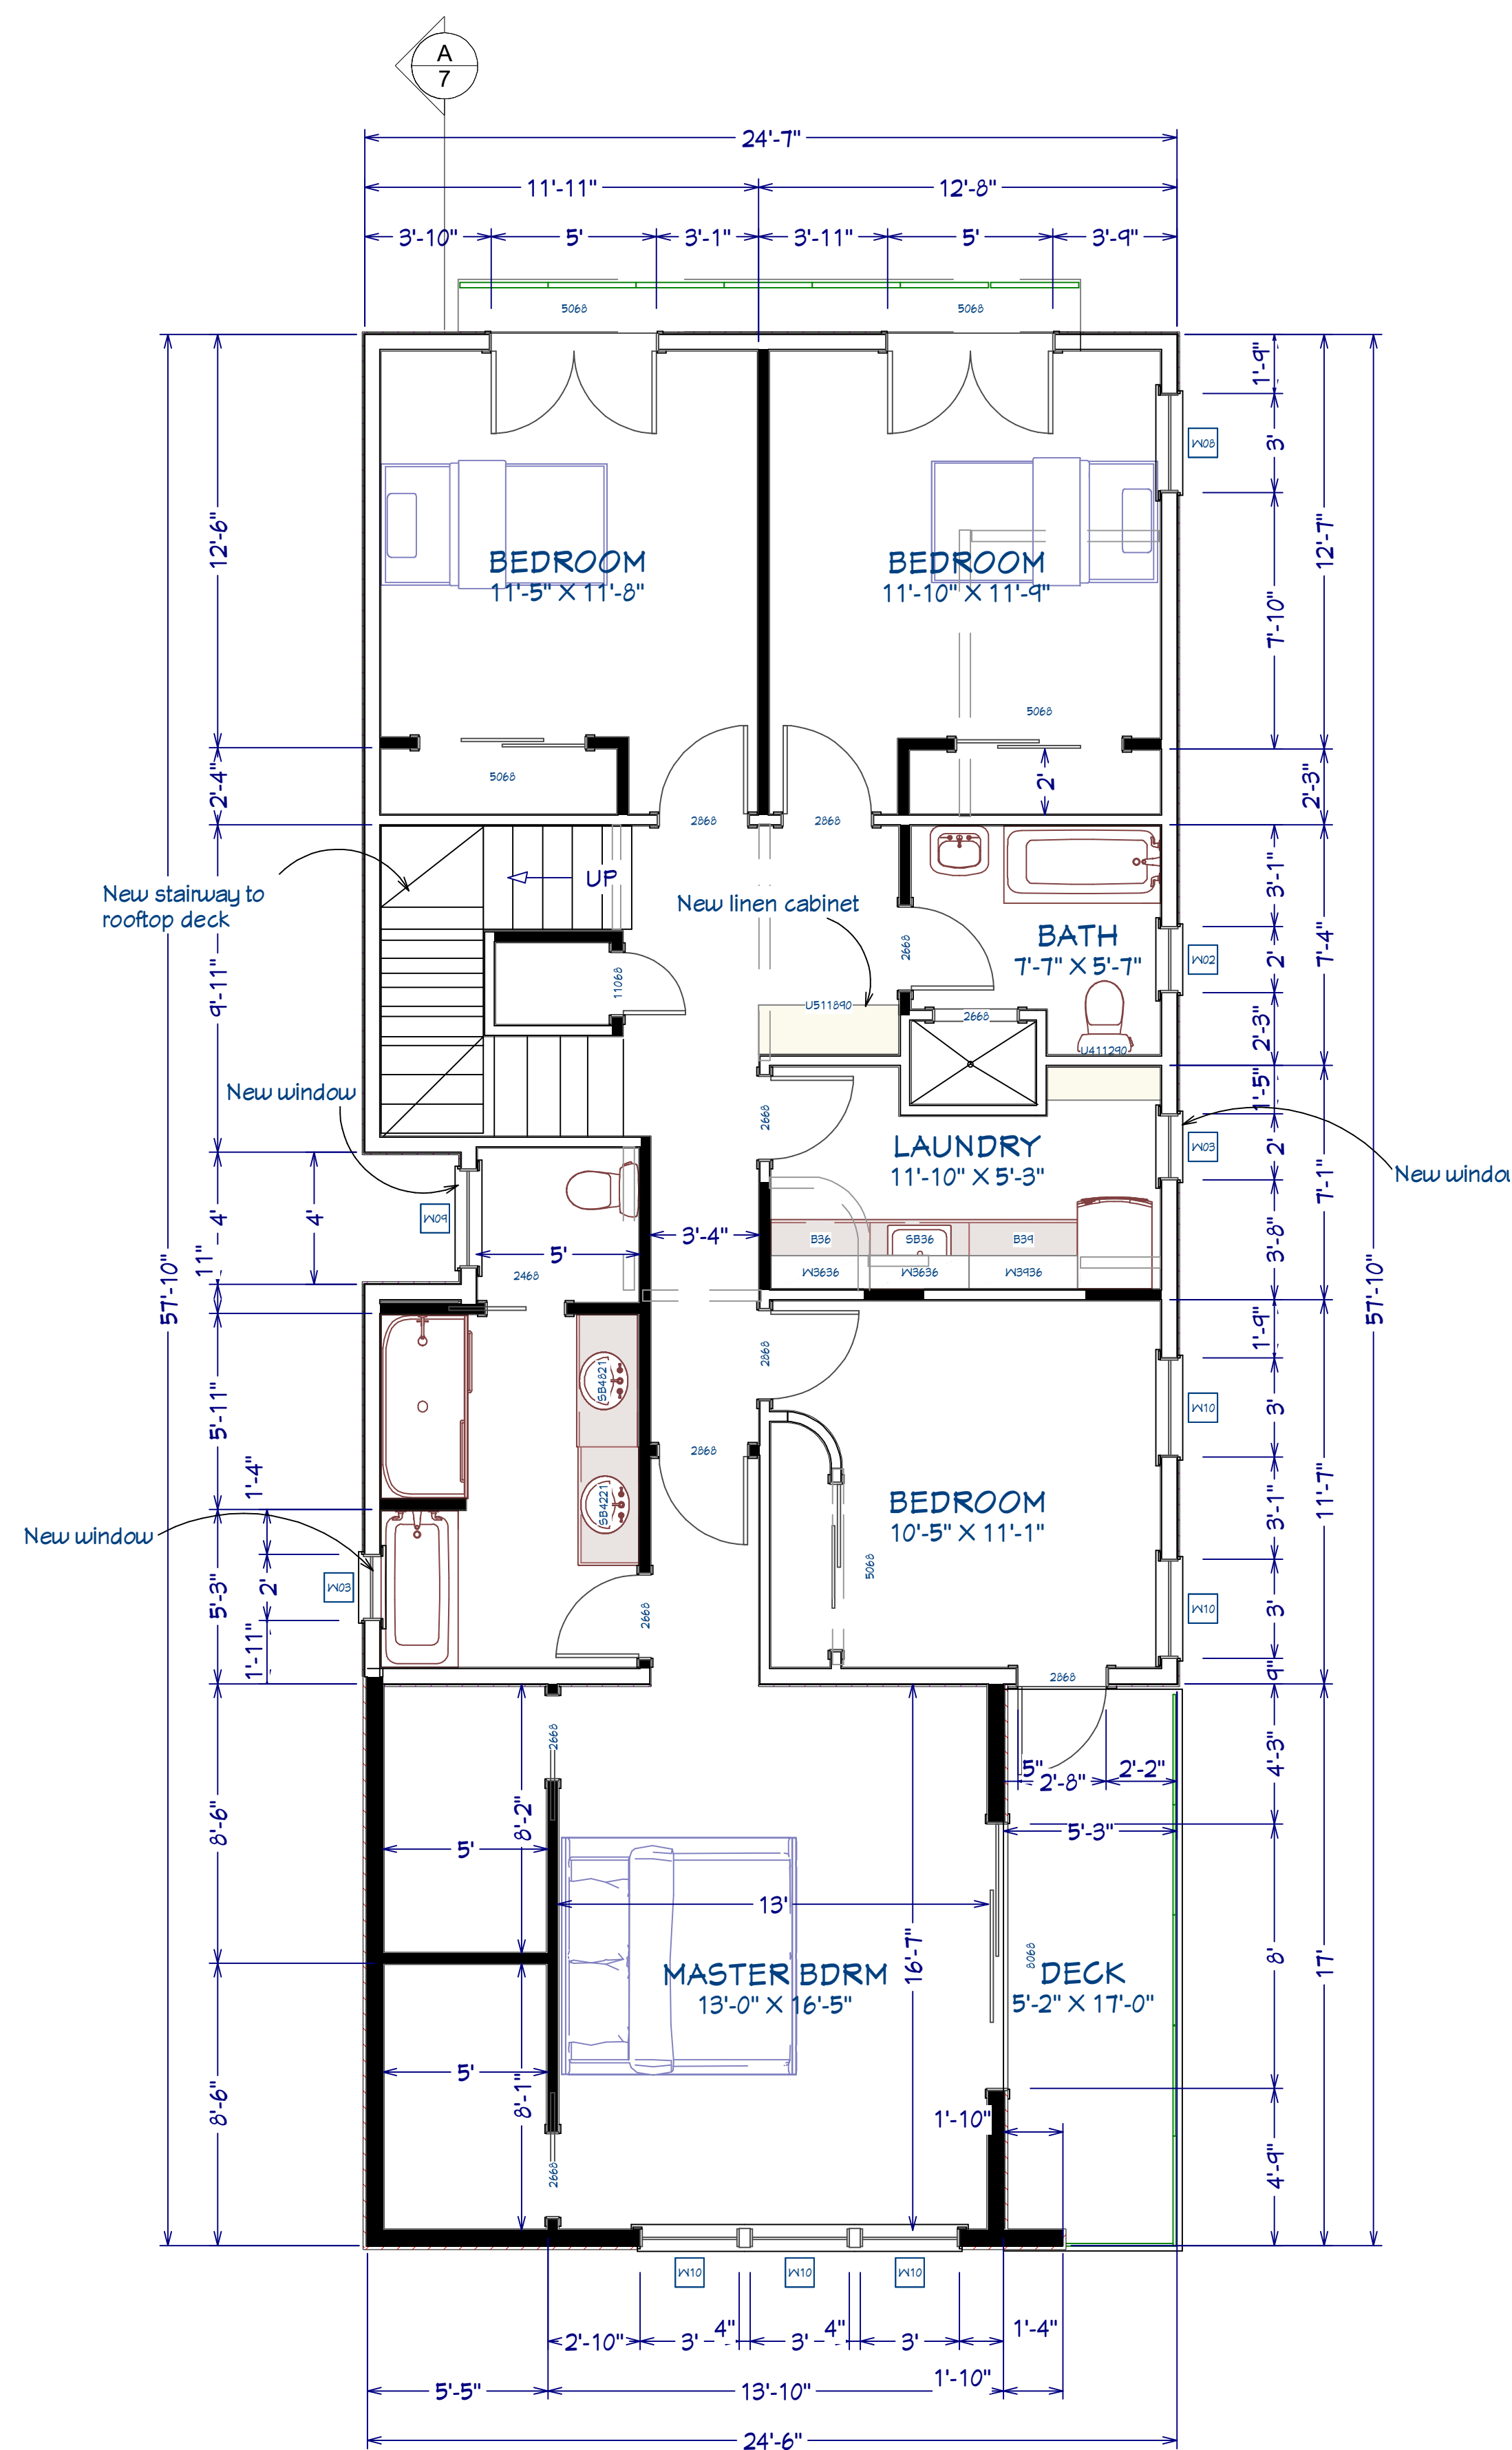 A
7
24'-7"
11'-11"
12'-8"
3'-10"
5'
3'-1"
3'-11"
5'
3'-9"
5068
5068
1'-9"
3'
W08
12'-6"
12'-7"
BEDROOM
11'-5" X 11'-8"
BEDROOM
11'-10" X 11'-9"
7'-10"
5068
5068
2'-4"
2'
2'-3"
2868
2868
New stairway to
rooftop deck
UP
New linen cabinet
3'-1"
BATH
7'-7" X 5'-7"
2668
W02
2'
7'-4"
9'-11"
11068
U511890
2668
U411290
2'-3"
New window
1'-5"
2668
LAUNDRY
11'-10" X 5'-3"
W03
2'
New windo
7'-1"
4'
4'
W09
3'-4"
5'
2468
B36
SB36
B39
W3636
W3636
W3936
3'-8"
11"
57'-10"
57'-10"
2868
1'-9"
SB4821
5'-11"
W10
3'
2868
1'-4"
SB4221
BEDROOM
10'-5" X 11'-1"
3'-1"
11'-7"
New window
5068
W03
2'
5'-3"
2668
W10
3'
1'-11"
2868
9"
2668
5"
2'-8"
2'-2"
4'-3"
8'-6"
8'-2"
5'
5'-3"
13'
16'-7"
8068
8'
17'
MASTER BDRM
13'-0" X 16'-5"
DECK
5'-2" X 17'-0"
5'
8'-6"
8'-1"
1'-10"
2668
4'-9"
W10
W10
W10
2'-10"
3'
4"
3'
4"
3'
1'-4"
5'-5"
13'-10"
1'-10"
24'-6"